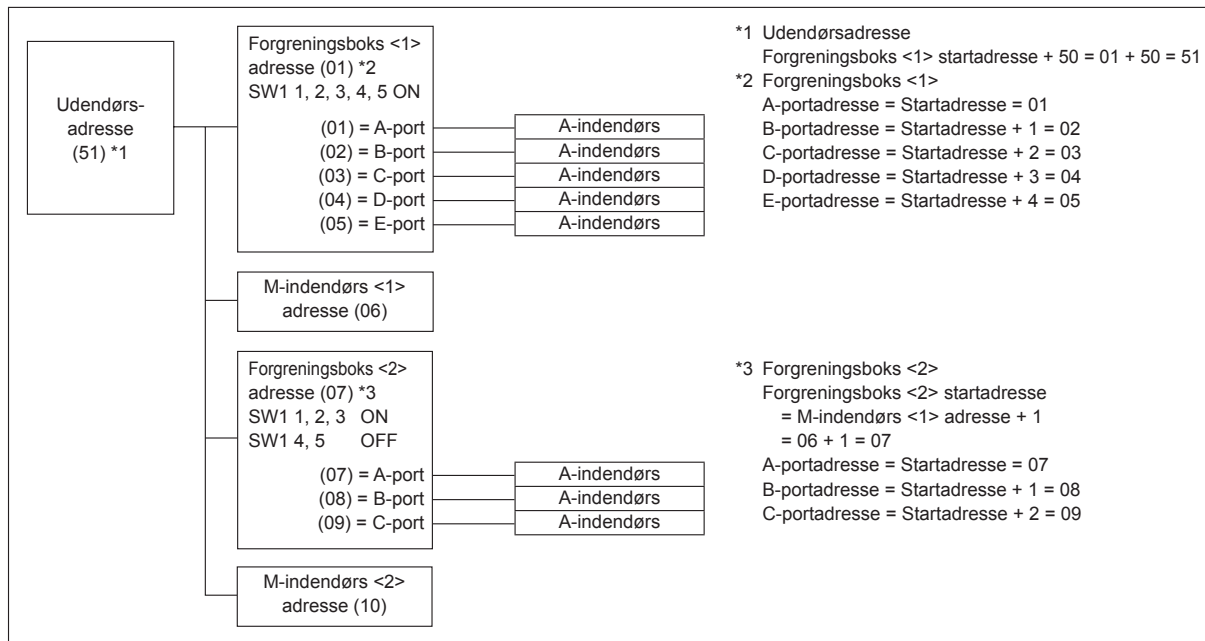 Udendørs-
adresse
(51) *1
Forgreningsboks <1>
adresse (01) *2
SW1 1, 2, 3, 4, 5 ON
(01) = A-port
A-indendørs
(02) = B-port
A-indendørs
(03) = C-port
A-indendørs
(04) = D-port
A-indendørs
(05) = E-port
A-indendørs
M-indendørs <1>
adresse (06)
Forgreningsboks <2>
adresse (07) *3
SW1 1, 2, 3 ON
SW1 4, 5 OFF
(07) = A-port
A-indendørs
(08) = B-port
A-indendørs
(09) = C-port
A-indendørs
M-indendørs <2>
adresse (10)
*1 Udendørsadresse
Forgreningsboks <1> startadresse + 50 = 01 + 50 = 51
*2 Forgreningsboks <1>
A-portadresse = Startadresse = 01
B-portadresse = Startadresse + 1 = 02
C-portadresse = Startadresse + 2 = 03
D-portadresse = Startadresse + 3 = 04
E-portadresse = Startadresse + 4 = 05
*3 Forgreningsboks <2>
Forgreningsboks <2> startadresse
= M-indendørs <1> adresse + 1
= 06 + 1 = 07
A-portadresse = Startadresse = 07
B-portadresse = Startadresse + 1 = 08
C-portadresse = Startadresse + 2 = 09